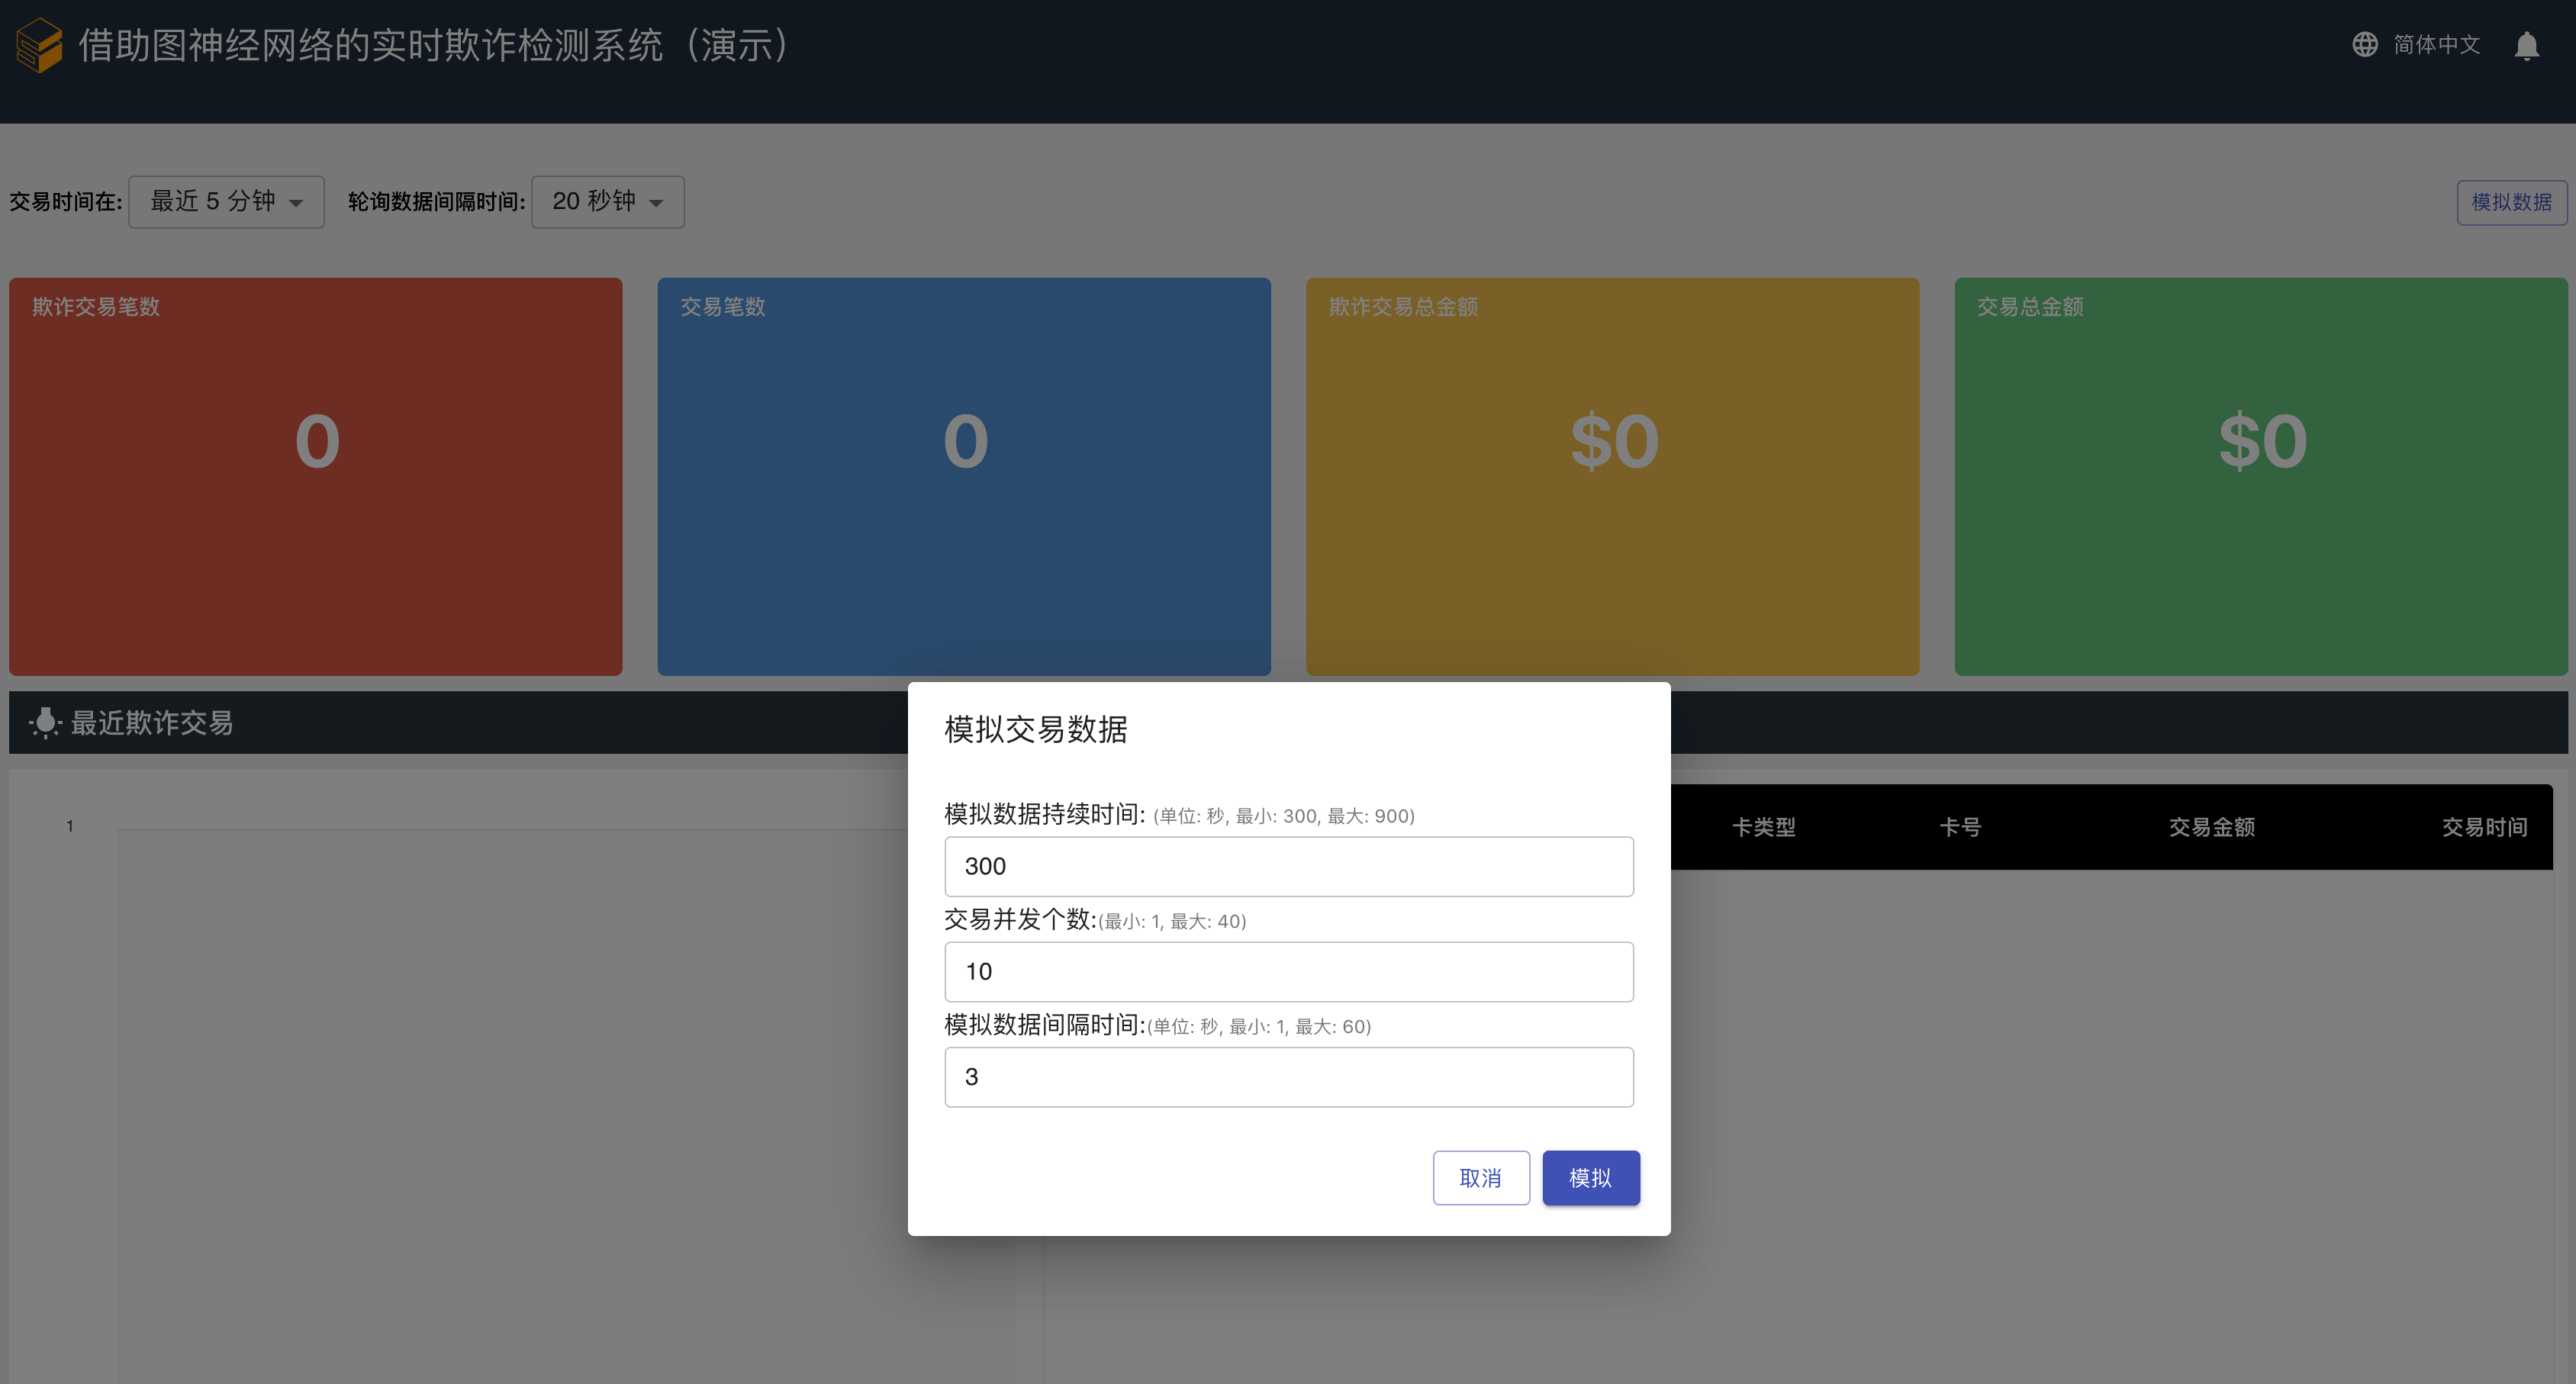 借助图神经网络的实时欺诈检测系统（演示）
简体中文
交易时间在: 最近 5 分钟 轮询数据间隔时间: 20 秒钟
模拟数据
欺诈交易笔数
0
交易笔数
0
欺诈交易总金额
$0
交易总金额
$0
最近欺诈交易
1
卡类型 卡号 交易金额 交易时间
模拟交易数据
模拟数据持续时间: (单位: 秒, 最小: 300, 最大: 900)
300
交易并发个数:(最小: 1, 最大: 40)
10
模拟数据间隔时间:(单位: 秒, 最小: 1, 最大: 60)
3
取消 模拟